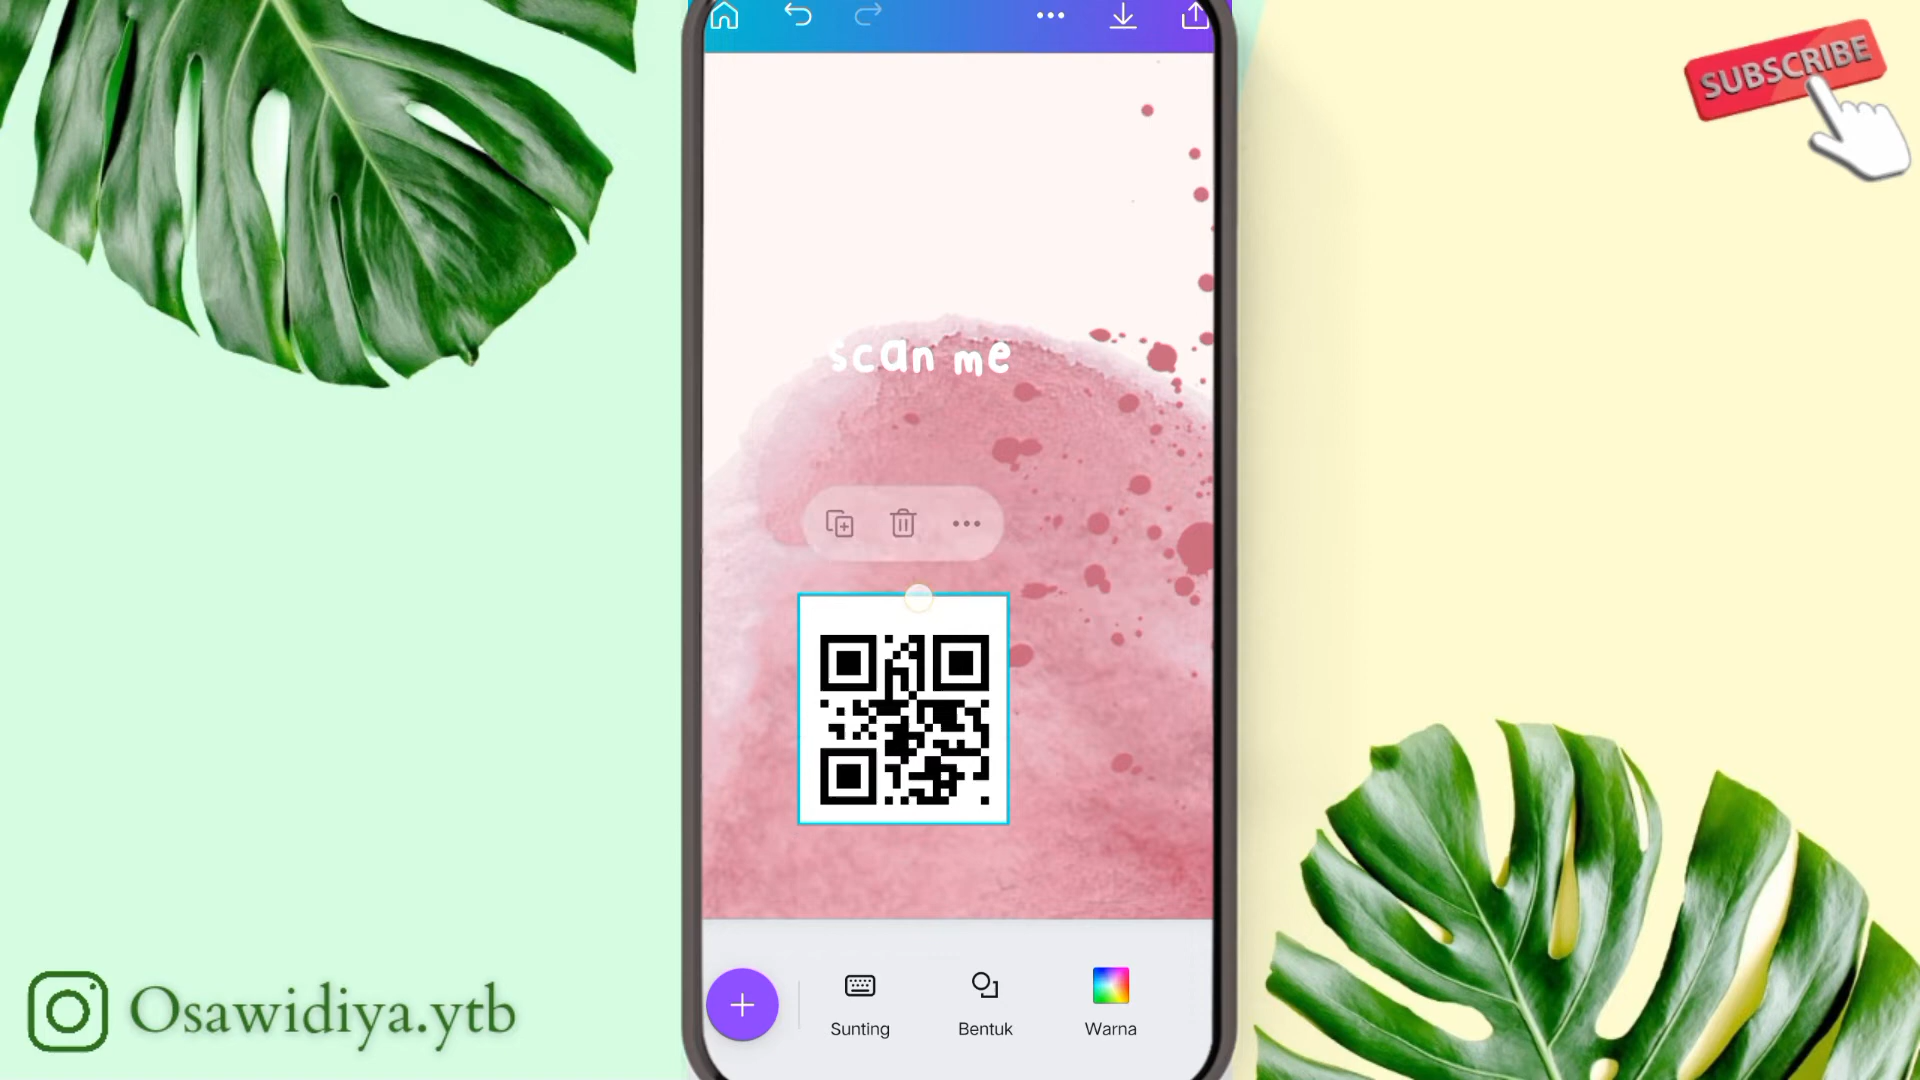 SUBSCRIBE
scan me
Sunting
Bentuk
Warna
Osawidiya.ytb